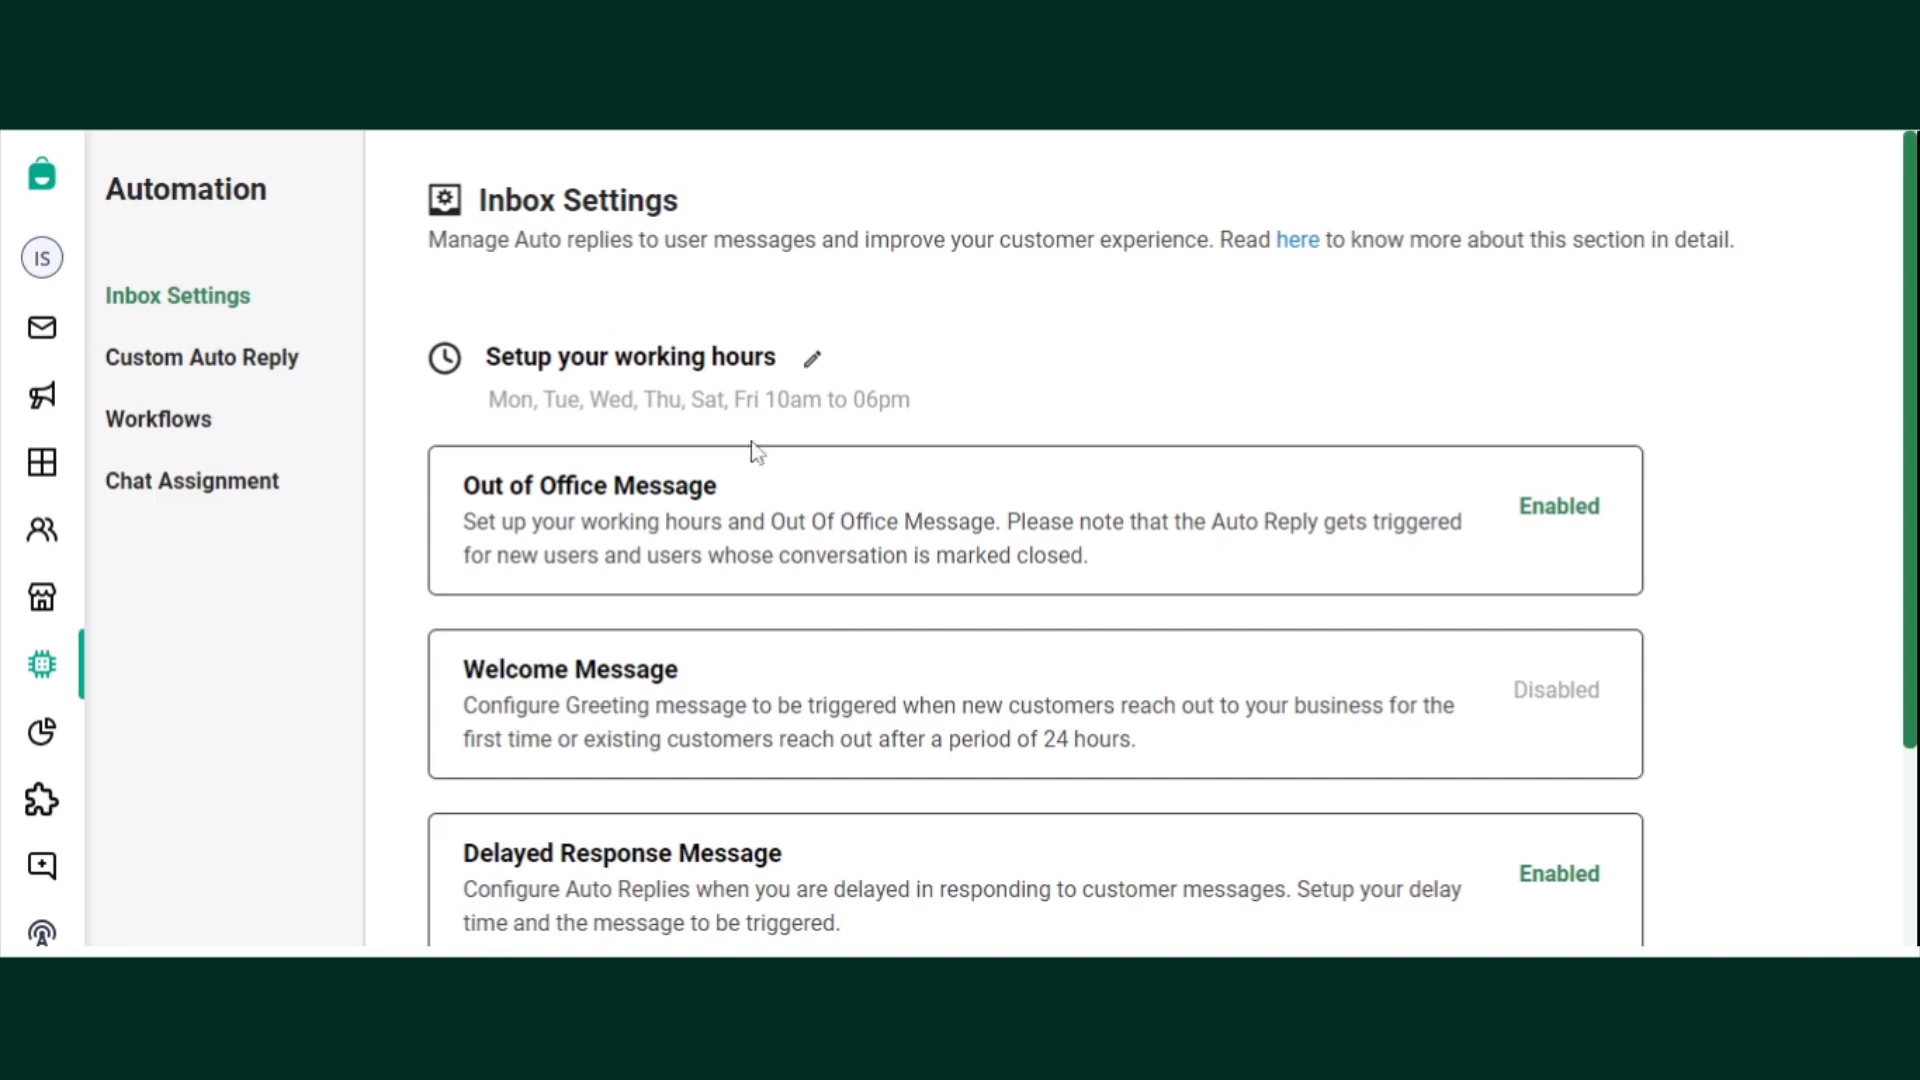 Automation
IS
Inbox Settings
Custom Auto Reply
Workflows
Chat Assignment
Inbox Settings
Manage Auto replies to user messages and improve your customer experience. Read here to know more about this section in detail.
Setup your working hours
Mon, Tue, Wed, Thu, Sat, Fri 10am to 06pm
Out of Office Message
Set up your working hours and Out Of Office Message. Please note that the Auto Reply gets triggered
for new users and users whose conversation is marked closed.
Enabled
Welcome Message
Configure Greeting message to be triggered when new customers reach out to your business for the
first time or existing customers reach out after a period of 24 hours.
Disabled
Delayed Response Message
Configure Auto Replies when you are delayed in responding to customer messages. Setup your delay
time and the message to be triggered.
Enabled